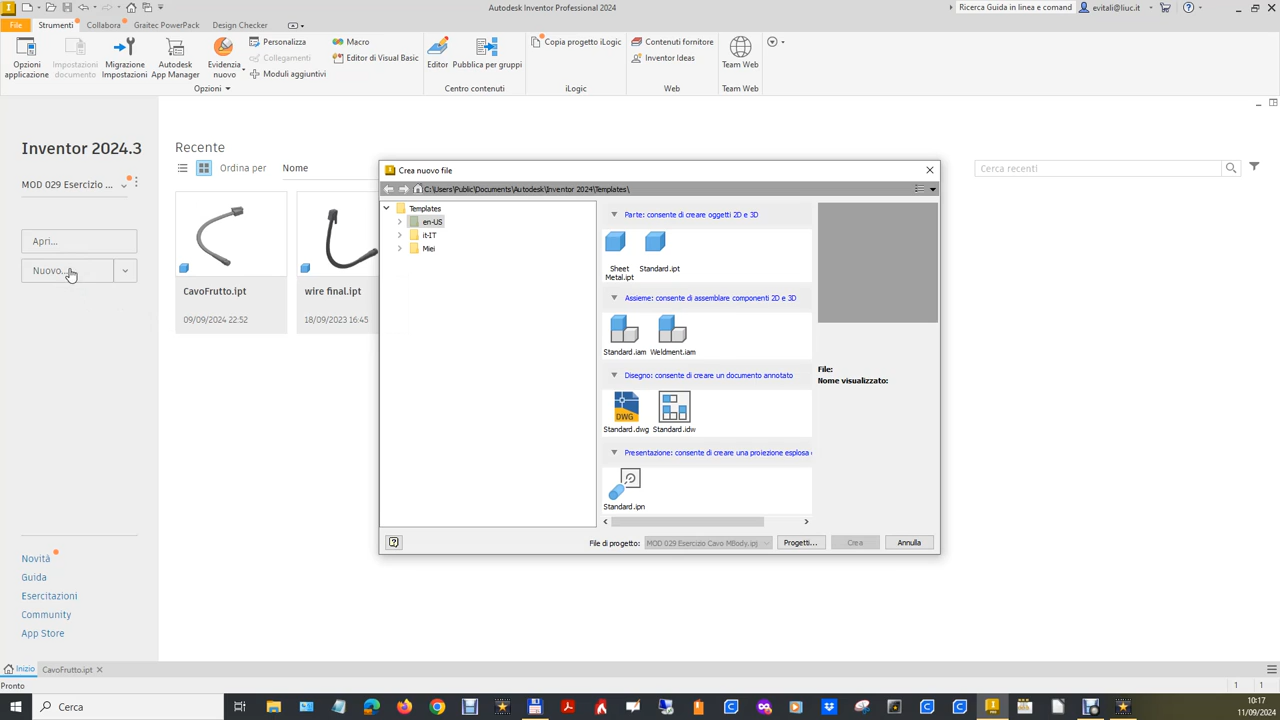 Autodesk Inventor Professional 2024
Ricerca Guida in linea e comand
evitali@liuc.it
File
Strumenti
Collabora
Graitec PowerPack
Design Checker
Opzioni applicazione
Impostazioni documento
Migrazione Impostazioni
Autodesk App Manager
Evidenzia nuovo
Personalizza
Collegamenti
Moduli aggiuntivi
Macro
Editor di Visual Basic
Editor
Pubblica per gruppi
Copia progetto iLogic
Contenuti fornitore
Inventor Ideas
Team Web
Opzioni
Centro contenuti
iLogic
Web
Team Web
Inventor 2024.3
MOD 029 Esercizio ...
Apri...
Nuovo...
Recente
Ordina per
Nome
Cerca recenti
CavoFrutto.ipt
09/09/2024 22:52
wire final.ipt
18/09/2023 16:45
Crea nuovo file
C:\Users\Public\Documents\Autodesk\Inventor 2024\Templates\
Templates
en-US
it-IT
Miei
Parte: consente di creare oggetti 2D e 3D
Sheet Metal.ipt
Standard.ipt
Assieme: consente di assemblare componenti 2D e 3D
Standard.iam
Weldment.iam
Disegno: consente di creare un documento annotato
DWG
Standard.dwg
Standard.idw
Presentazione: consente di creare una proiezione esplosa
Standard.ipn
File:
Nome visualizzato:
File di progetto:
MOD 029 Esercizio Cavo MBody.ipj
Progetti...
Crea
Annulla
Novità
Guida
Esercitazioni
Community
App Store
Inizio
CavoFrutto.ipt
Pronto
1
1
Cerca
10:17
11/09/2024